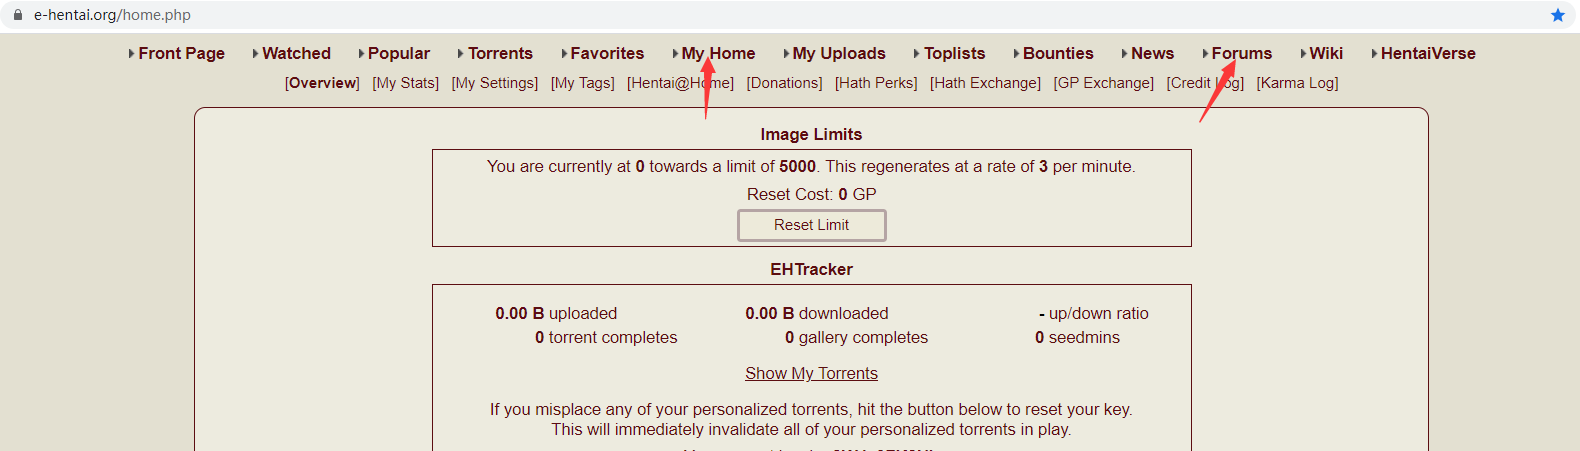 e-hentai.org/home.php
Front Page Watched Popular Torrents Favorites My Home My Uploads Toplists Bounties News Forums Wiki HentaiVerse
[Overview] [My Stats] [My Settings] [My Tags] [Hentai@Home] [Donations] [Hath Perks] [Hath Exchange] [GP Exchange] [Credit Log] [Karma Log]
Image Limits
You are currently at 0 towards a limit of 5000. This regenerates at a rate of 3 per minute.
Reset Cost: 0 GP
Reset Limit
EHTracker
0.00 B uploaded 0.00 B downloaded - up/down ratio
0 torrent completes 0 gallery completes 0 seedmins
Show My Torrents
If you misplace any of your personalized torrents, hit the button below to reset your key.
This will immediately invalidate all of your personalized torrents in play.